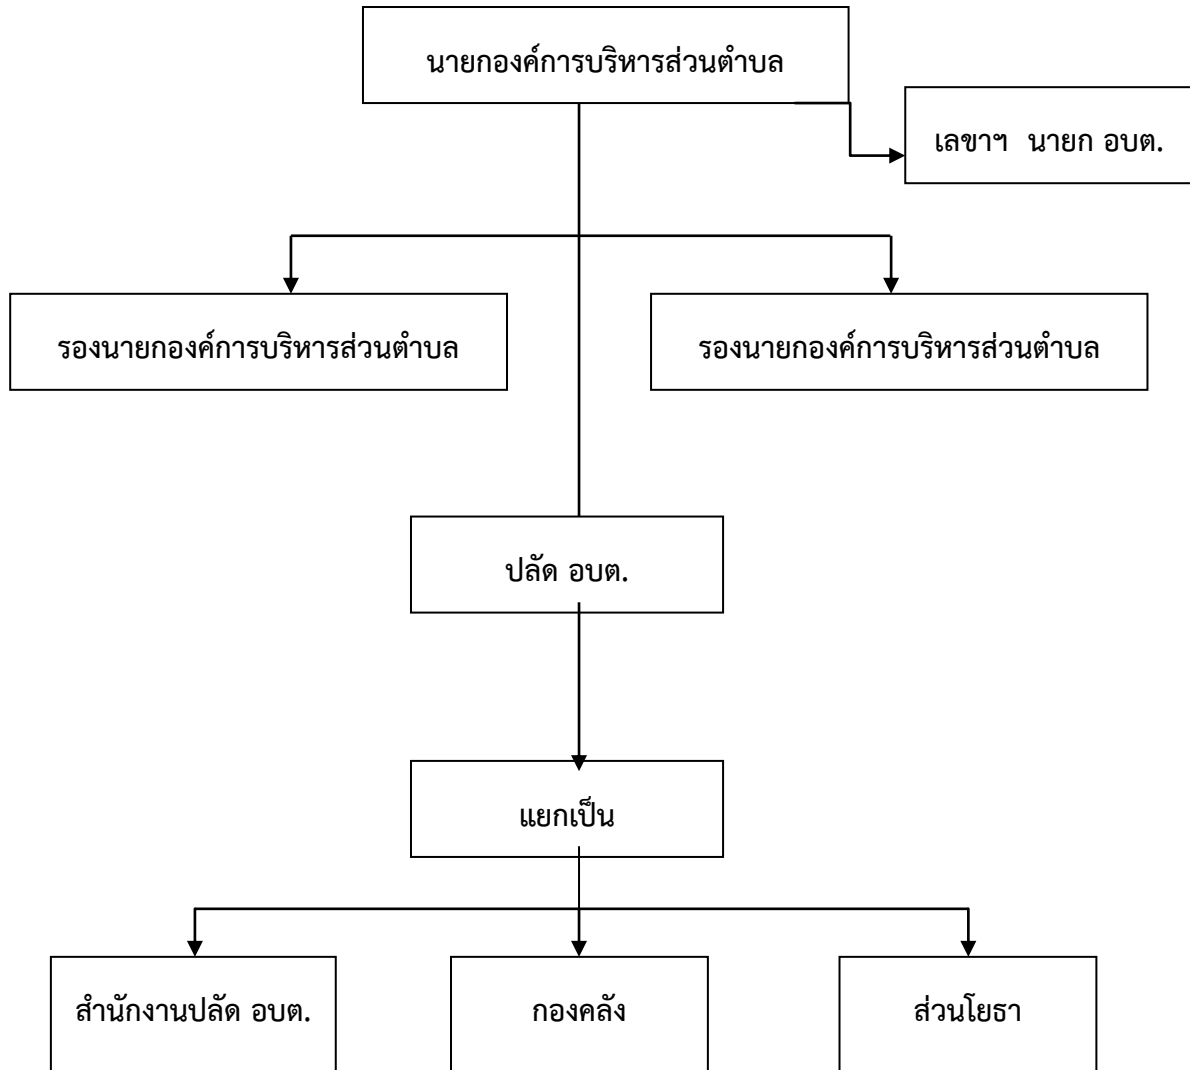 นายกองค์การบริหารส่วนตำบล
เลขาฯ นายก อบต.
รองนายกองค์การบริหารส่วนตำบล
รองนายกองค์การบริหารส่วนตำบล
ปลัด อบต.
แยกเป็น
สำนักงานปลัด อบต.
กองคลัง
ส่วนโยธา